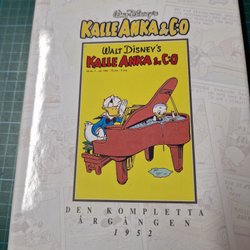 Walt Disney's
KALLE ANKA & C:O
WALT DISNEY'S
KALLE ANKA & C:O
DEN KOMPLETTA
ÅRGÅNGEN
1952